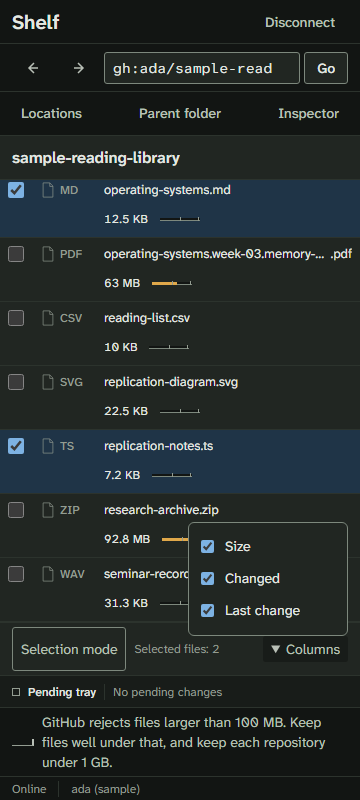 Shelf
Disconnect
gh:ada/sample-read
Go
Locations
Parent folder
Inspector
sample-reading-library
MD
operating-systems.md
12.5 KB
PDF
operating-systems.week-03.memory-… .pdf
63 MB
CSV
reading-list.csv
10 KB
SVG
replication-diagram.svg
22.5 KB
TS
replication-notes.ts
7.2 KB
ZIP
research-archive.zip
92.8 MB
WAV
seminar-record
31.3 KB
Size
Changed
Last change
Selection mode
Selected files: 2
▼ Columns
Pending tray
No pending changes
GitHub rejects files larger than 100 MB. Keep
files well under that, and keep each repository
under 1 GB.
Online
ada (sample)